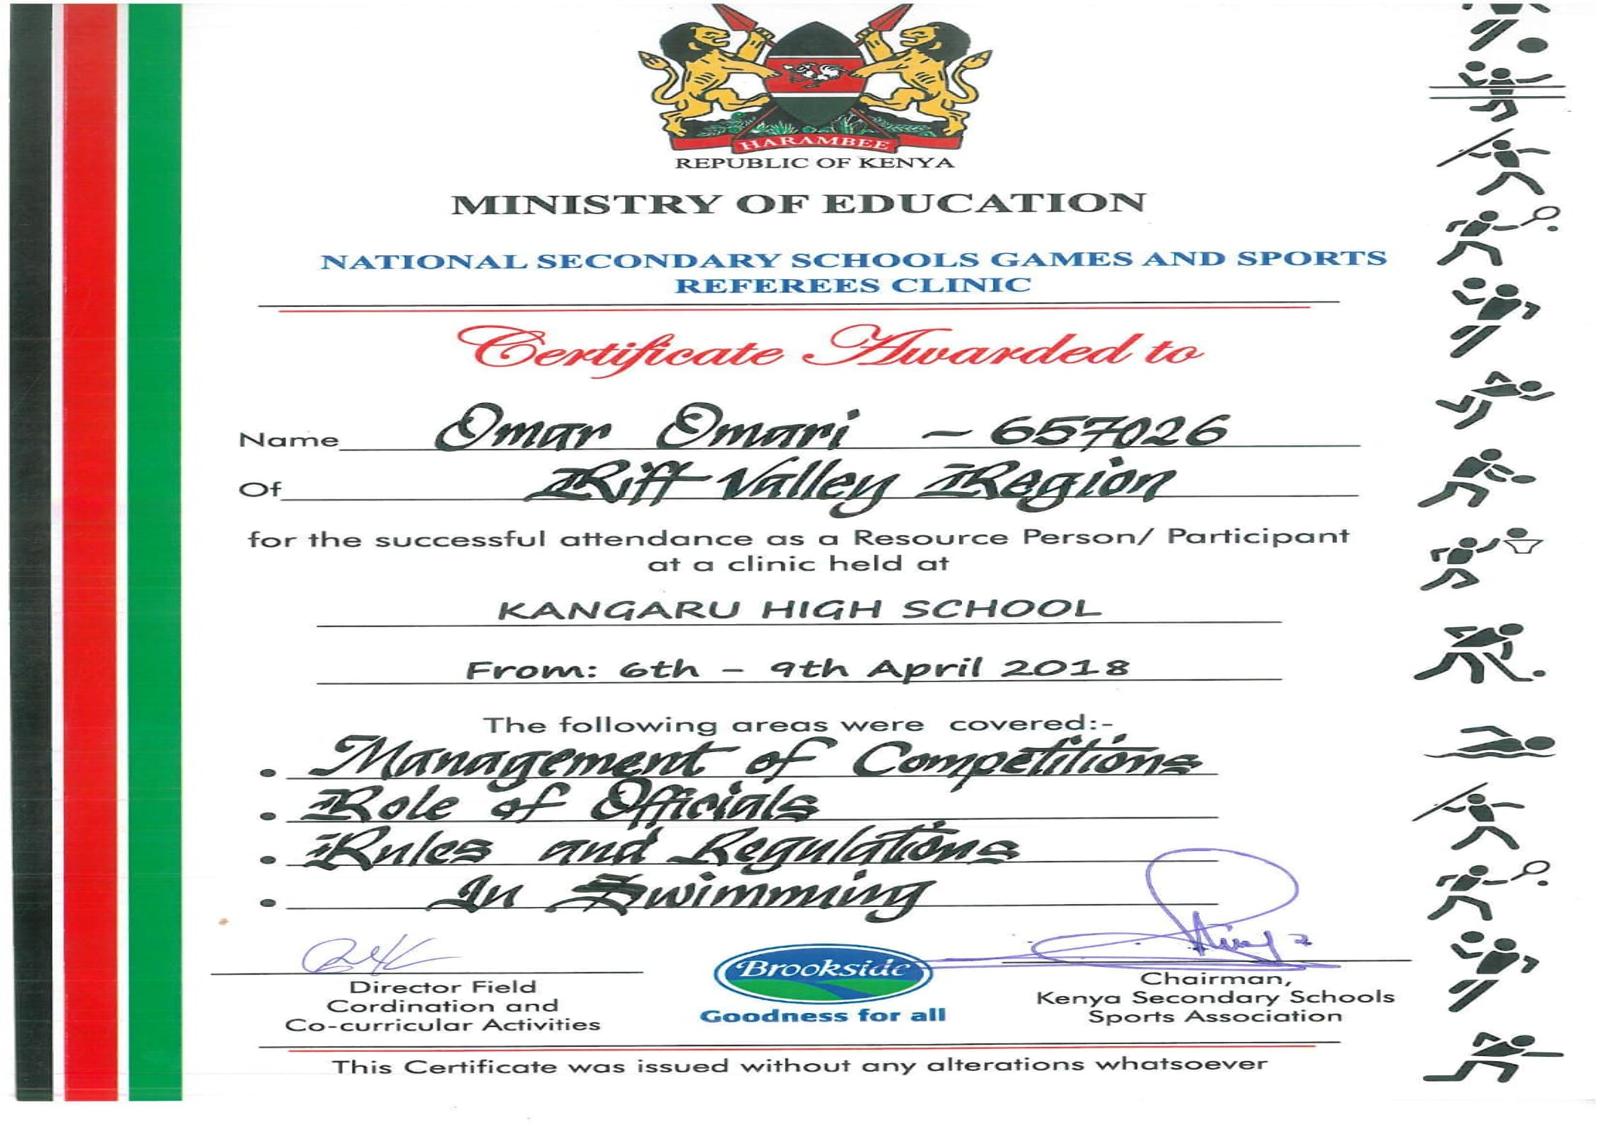 HARAMBEE
REPUBLIC OF KENYA
MINISTRY OF EDUCATION
NATIONAL SECONDARY SCHOOLS GAMES AND SPORTS
REFEREES CLINIC
Certificate Awarded to
Name Omar Omari - 657026
Of Rift Valley Region
for the successful attendance as a Resource Person/ Participant
at a clinic held at
KANGARU HIGH SCHOOL
From: 6th - 9th April 2018
The following areas were covered:-
• Management of Competitions
• Role of Officials
• Rules and Regulations
• In Swimming
Director Field
Cordination and
Co-curricular Activities
Brookside
Goodness for all
Chairman,
Kenya Secondary Schools
Sports Association
This Certificate was issued without any alterations whatsoever